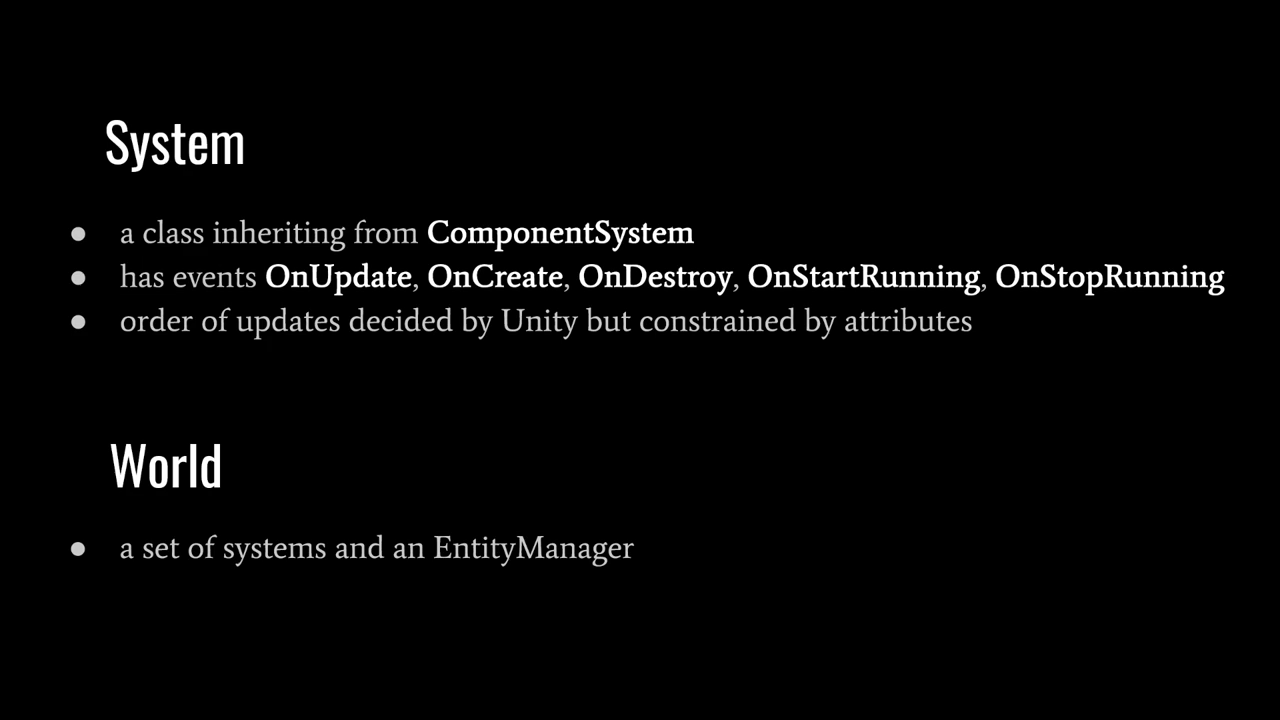 System
● a class inheriting from ComponentSystem
● has events OnUpdate, OnCreate, OnDestroy, OnStartRunning, OnStopRunning
● order of updates decided by Unity but constrained by attributes
World
● a set of systems and an EntityManager